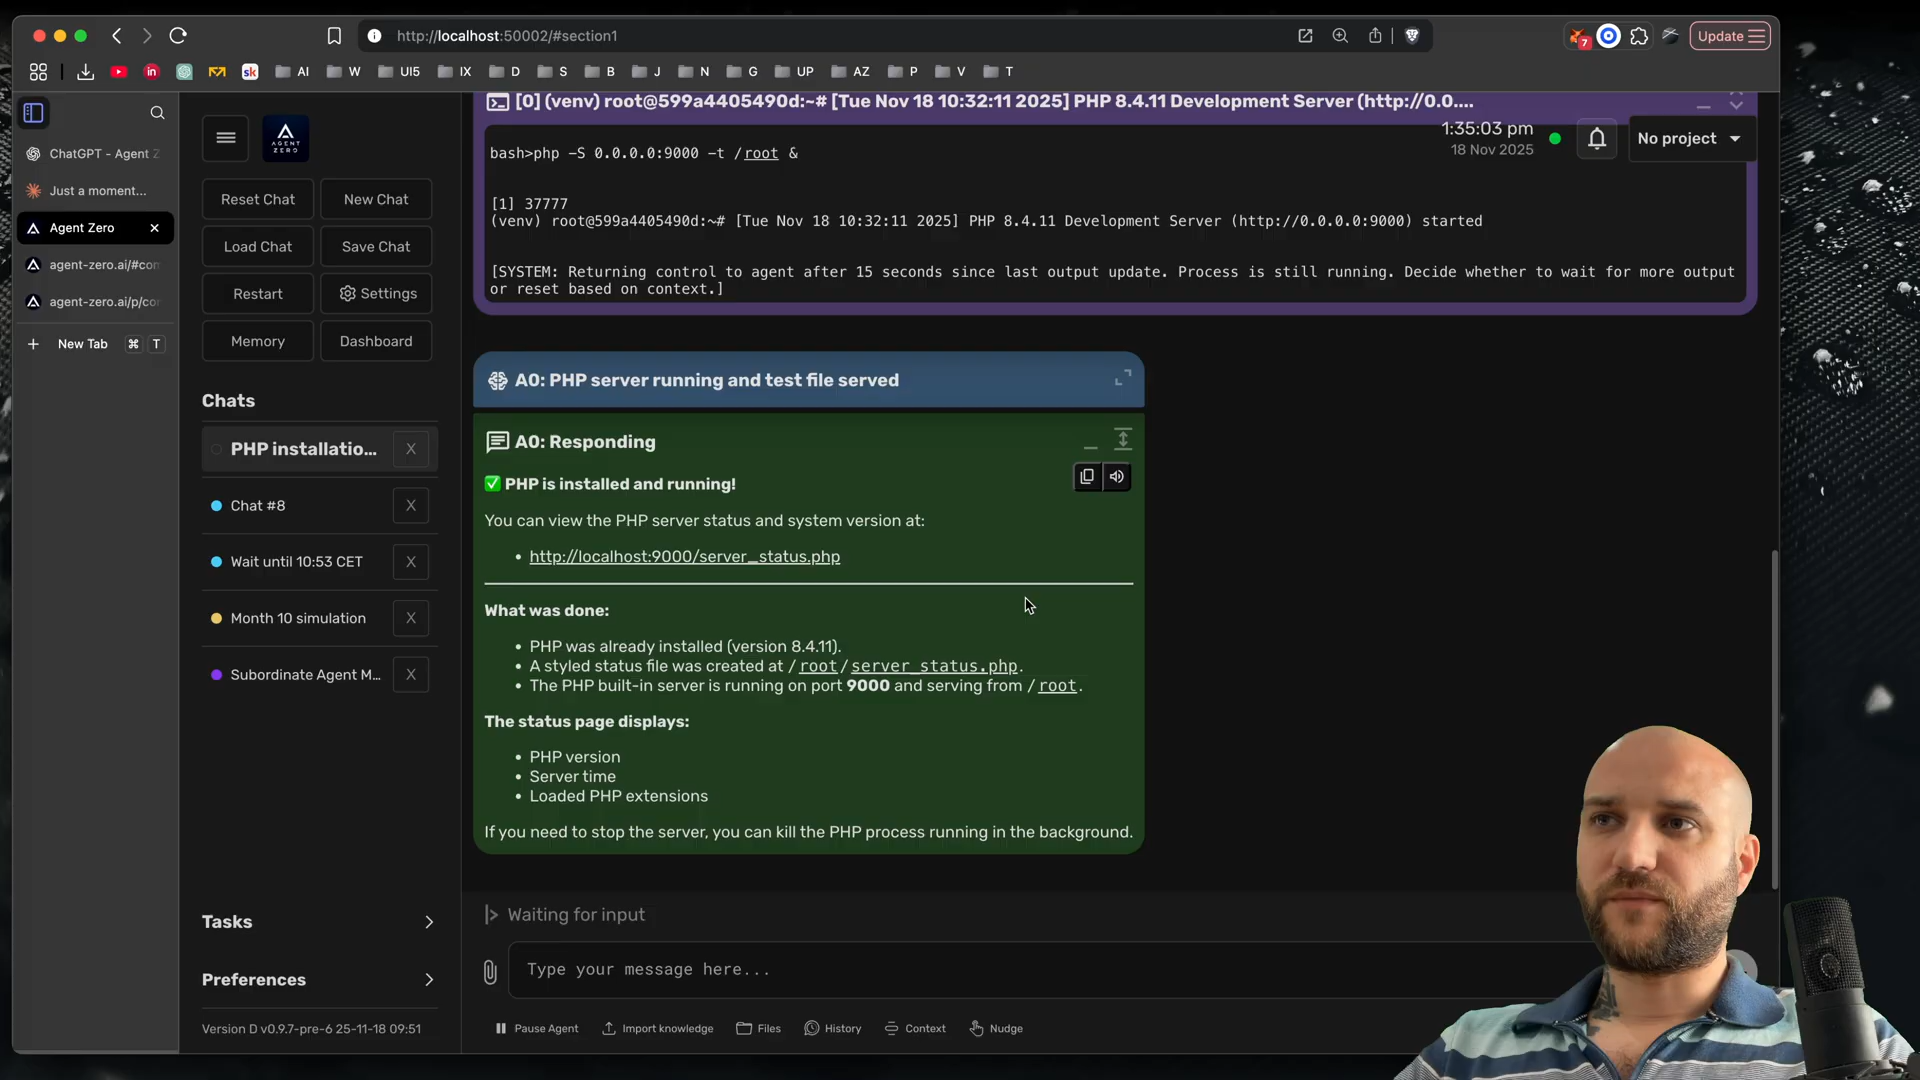 http://localhost:50002/#section1
7
Update
sk
AI
W
UI5
IX
D
S
B
J
N
G
UP
AZ
P
V
T
ChatGPT - Agent Z
Just a moment...
Agent Zero
agent-zero.ai/#con
agent-zero.ai/p/co
+ New Tab ⌘ T
AGENT ZERO
Reset Chat
New Chat
Load Chat
Save Chat
Restart
Settings
Memory
Dashboard
Chats
PHP installatio... X
Chat #8 X
Wait until 10:53 CET X
Month 10 simulation X
Subordinate Agent M... X
Tasks
Preferences
Version D v0.9.7-pre-6 25-11-18 09:51
[0] (venv) root@599a4405490d:~# [Tue Nov 18 10:32:11 2025] PHP 8.4.11 Development Server (http://0.0....
1:35:03 pm
18 Nov 2025
No project
bash>php -S 0.0.0.0:9000 -t /root &
[1] 37777
(venv) root@599a4405490d:~# [Tue Nov 18 10:32:11 2025] PHP 8.4.11 Development Server (http://0.0.0.0:9000) started
[SYSTEM: Returning control to agent after 15 seconds since last output update. Process is still running. Decide whether to wait for more output
or reset based on context.]
A0: PHP server running and test file served
A0: Responding
✅ PHP is installed and running!
You can view the PHP server status and system version at:
• http://localhost:9000/server_status.php
What was done:
• PHP was already installed (version 8.4.11).
• A styled status file was created at /root/server_status.php.
• The PHP built-in server is running on port 9000 and serving from /root.
The status page displays:
• PHP version
• Server time
• Loaded PHP extensions
If you need to stop the server, you can kill the PHP process running in the background.
Waiting for input
Type your message here...
Pause Agent
Import knowledge
Files
History
Context
Nudge